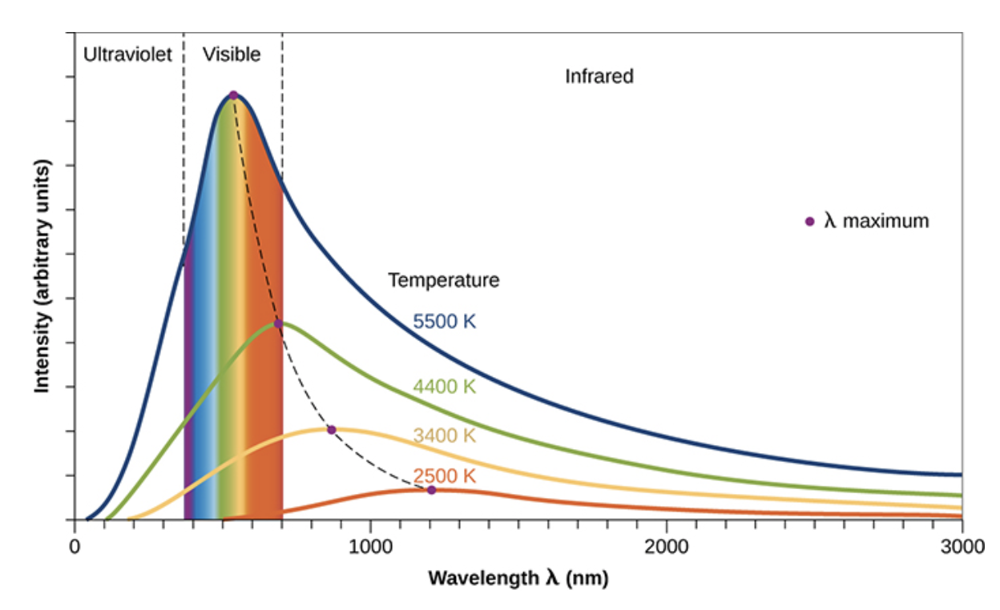 Ultraviolet
Visible
Infrared
λ maximum
Temperature
5500 K
4400 K
3400 K
2500 K
Intensity (arbitrary units)
0
1000
2000
3000
Wavelength λ (nm)